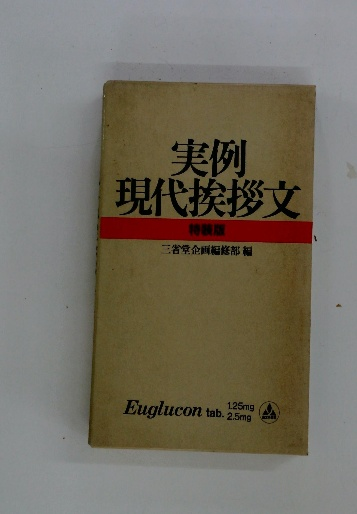 実例
現代挨拶文
特装版
三省堂企画編修部 編
Euglucon tab. 1.25mg
2.5mg